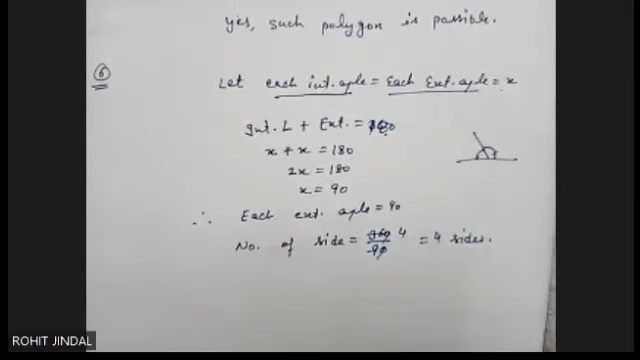 Yes, such polygon is possible.
6
Let each int. angle = Each Ext. angle = x
Int. L + Ext. = 180
x + x = 180
2x = 180
x = 90
∴ Each ext. angle = 90
No. of side = 360/90 4 = 4 sides.
ROHIT JINDAL